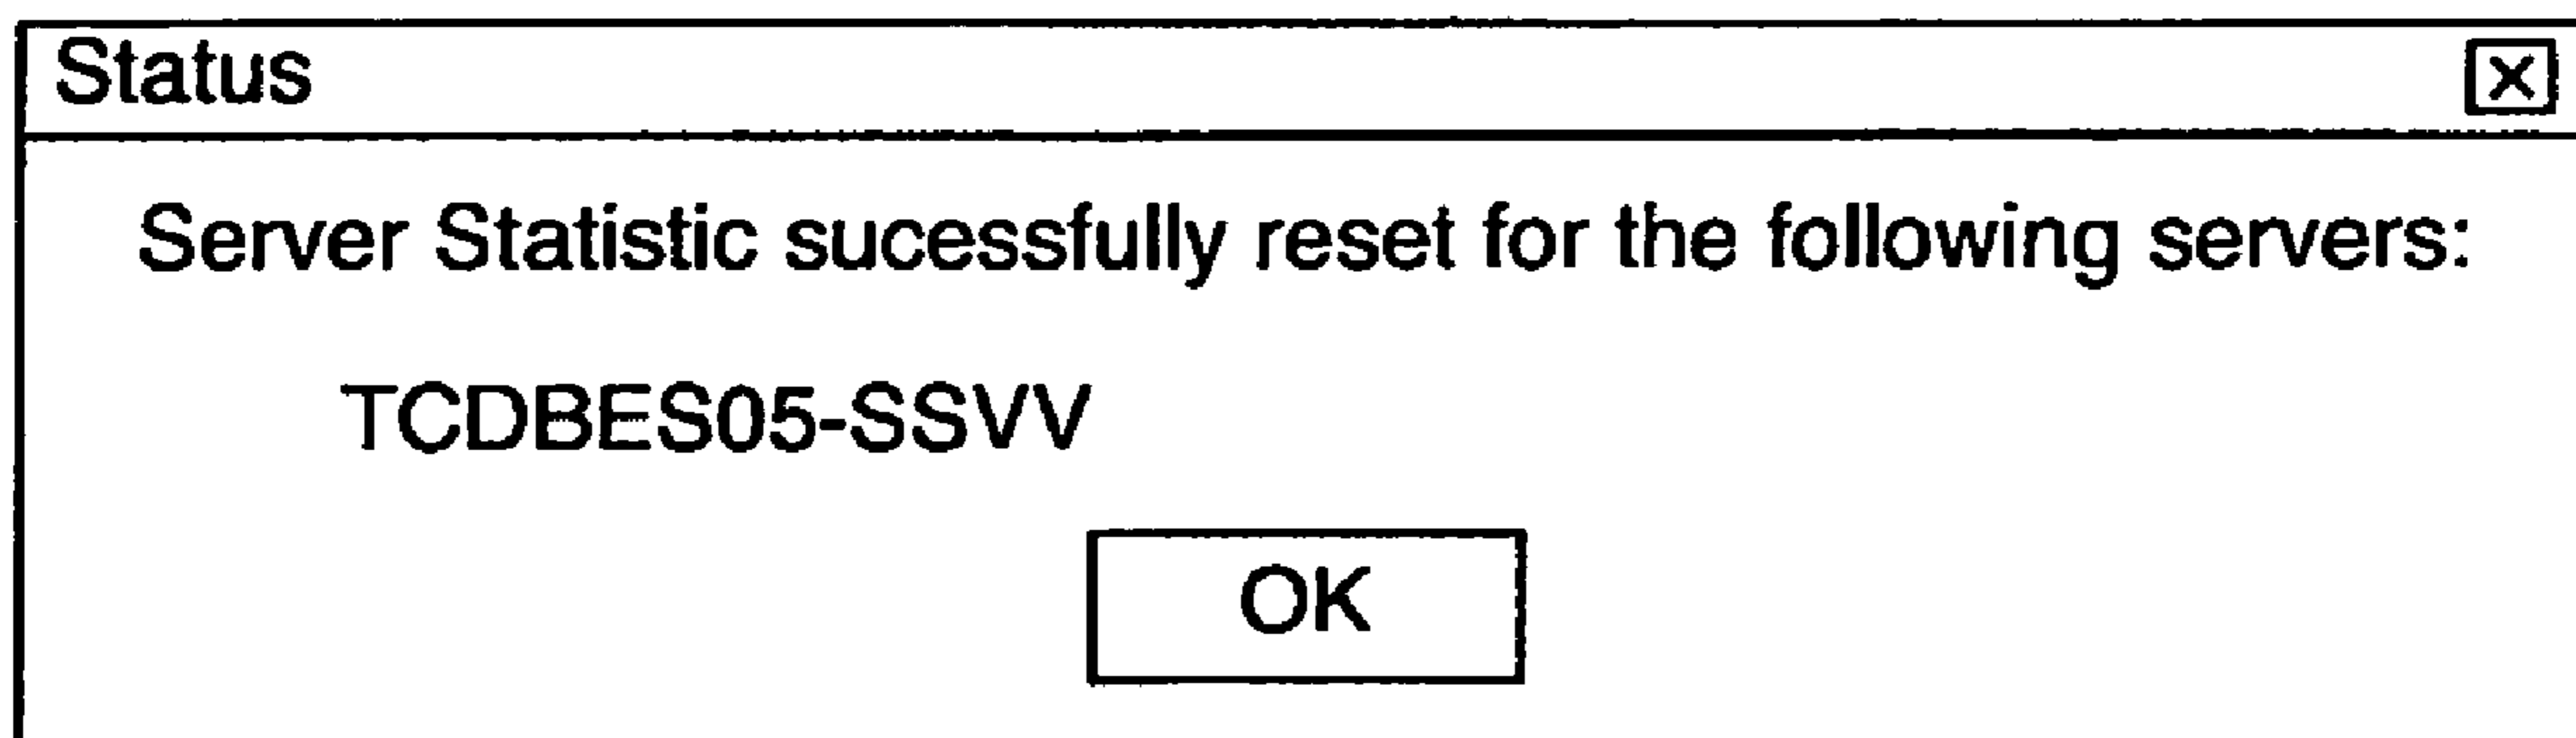 Status
Server Statistic sucessfully reset for the following servers:
TCDBES05-SSVV
OK